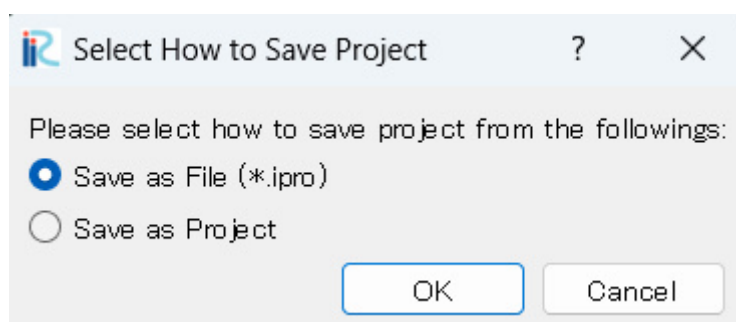 iRC Select How to Save Project ? ×
Please select how to save project from the followings:
Save as File (*.ipro)
Save as Project
OK Cancel